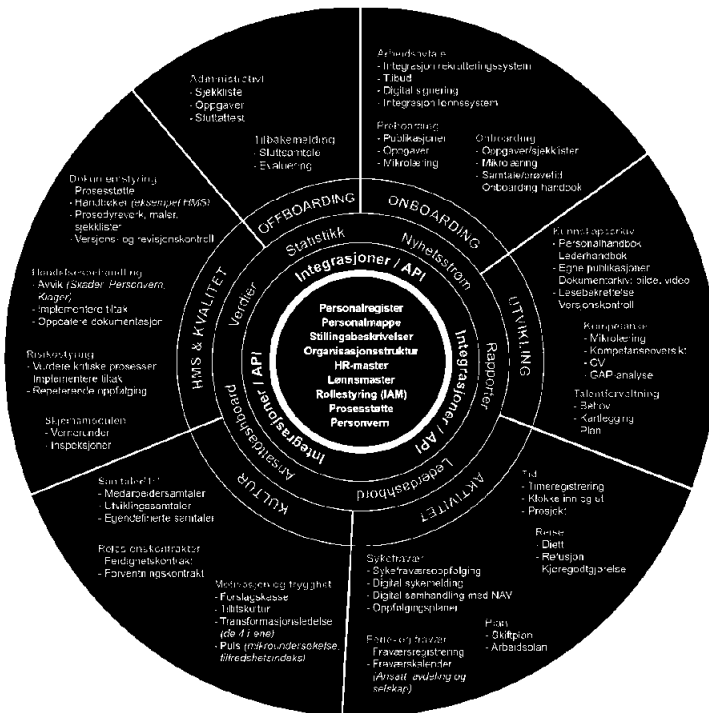 Administrativt
- Sjekkliste
- Oppgaver
- Sluttattest
Tilbakemelding
- Sluttsamtale
- Evaluering
Arbeidsavtale
- Integrasjon rekrutteringssystem
- Tilbud
- Digital signering
- Integrasjon lønnssystem
Preboarding
- Publikasjoner
- Oppgaver
- Mikrolæring
Onboarding
- Oppgaver/sjekklister
- Mikrolæring
- Samtale/prøvetid
Onboarding håndbok
Dokumentstyring
Prosesstøtte
- Håndbøker (eksempel HMS)
- Prosedyreverk, maler,
sjekklister
- Versjons- og revisjonskontroll
Hendelsesbehandling
- Avvik (Skader, Personvern,
Klager)
- Implementere tiltak
- Oppdatere dokumentasjon
Risikostyring
- Vurdere kritiske prosesser
Implementere tiltak
- Repeterende oppfølging
Skjemamodulen
- Vernerunder
- Inspeksjoner
OFFBOARDING
ONBOARDING
UTVIKLING
AKTIVITET
KULTUR
HMS & KVALITET
Statistikk
Nyhetsstrøm
Rapporter
Lederdashbord
Ansattdashboard
Verdier
Integrasjoner / API
Integrasjoner / API
Integrasjoner / API
Personalregister
Personalmappe
Stillingsbeskrivelser
Organisasjonsstruktur
HR-master
Lønnsmaster
Rollestyring (IAM)
Prosesstøtte
Personvern
Kunnskapsarkiv
- Personalhåndbok
Lederhåndbok
- Egne publikasjoner
Dokumentarkiv: bilde, video
- Lesebekreftelse
Versjonskontroll
Kompetanse
- Mikrolæring
- Kompetanseoversikt
- CV
- GAP-analyse
Talentforvaltning
- Behov
- Kartlegging
Plan
Tid
- Timeregistrering
- Klokke inn og ut
- Prosjekt
Reise
- Diett
- Refusjon
Kjøregodtgjørelse
Plan
- Skiftplan
- Arbeidsplan
Sykefravær
- Sykefraværsoppfølging
- Digital sykemelding
- Digital samhandling med NAV
- Oppfølgingsplaner
Ferie- og fravær
Fraværsregistrering
- Fraværskalender
(Ansatt, avdeling og
selskap)
- Medarbeidersamtaler
- Utviklingssamtaler
- Egendefinerte samtaler
Relasjonskontrakter
Ferdighetskontrakt
- Forventningskontrakt
Motivasjon og trygghet
- Forslagskasse
- Tillitskultur
- Transformasjonsledelse
(de 4 i'ene)
- Puls (mikroundersøkelse,
tilfredshetsindeks)